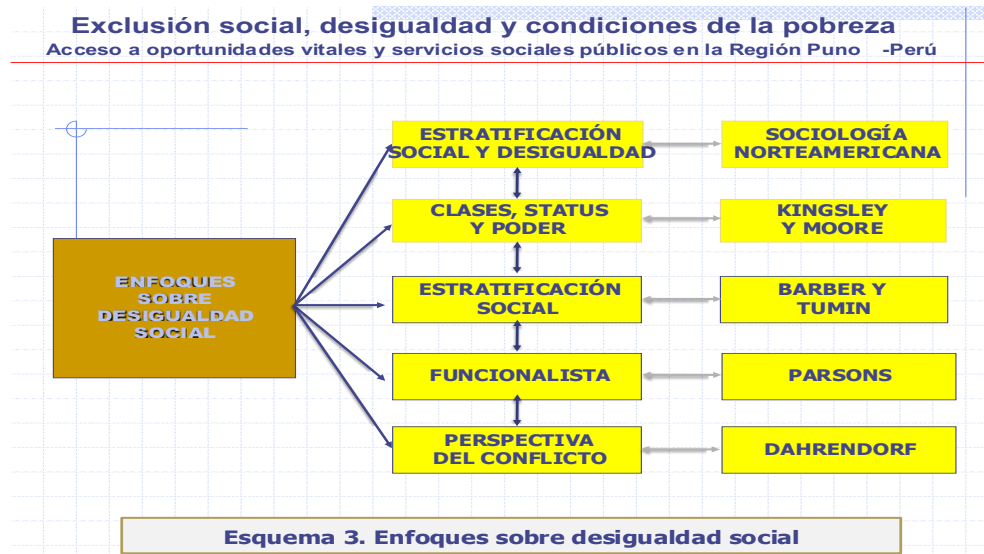 Exclusión social, desigualdad y condiciones de la pobreza
Acceso a oportunidades vitales y servicios sociales públicos en la Región Puno -Perú
ENFOQUES
SOBRE
DESIGUALDAD
SOCIAL
ESTRATIFICACIÓN
SOCIAL Y DESIGUALDAD
SOCIOLOGÍA
NORTEAMERICANA
CLASES, STATUS
Y PODER
KINGSLEY
Y MOORE
ESTRATIFICACIÓN
SOCIAL
BARBER Y
TUMIN
FUNCIONALISTA
PARSONS
PERSPECTIVA
DEL CONFLICTO
DAHRENDORF
Esquema 3. Enfoques sobre desigualdad social